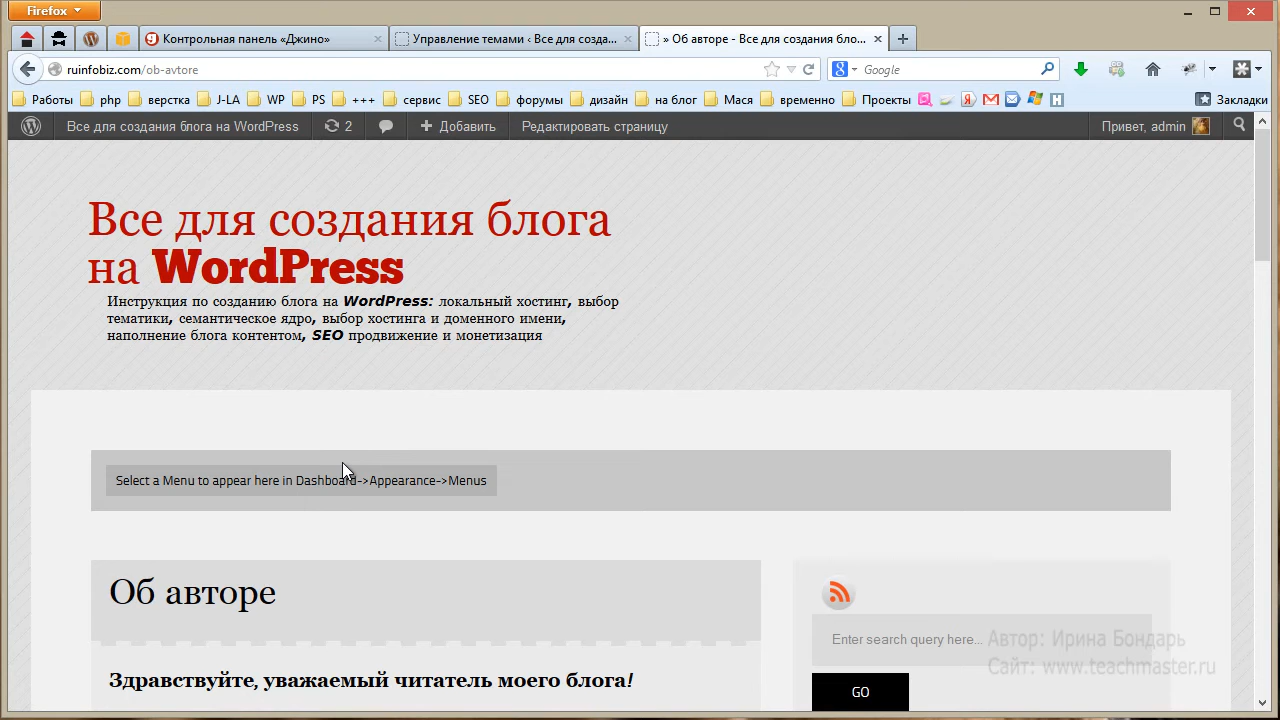 Firefox
Контрольная панель «Джино»
Управление темами ‹ Все для созда...
» Об авторе - Все для создания бло...
ruinfobiz.com/ob-avtore
Google
Работы php верстка J-LA WP J +++ сервис SEO форумы дизайн на блог Мася временно Проекты Закладки
Все для создания блога на WordPress 2 Добавить Редактировать страницу Привет, admin
Все для создания блога
на WordPress
Инструкция по созданию блога на WordPress: локальный хостинг, выбор
тематики, семантическое ядро, выбор хостинга и доменного имени,
наполнение блога контентом, SEO продвижение и монетизация
Select a Menu to appear here in Dashboard->Appearance->Menus
Об авторе
Здравствуйте, уважаемый читатель моего блога!
Enter search query here...
Автор: Ирина Бондарь
Сайт: www.teachmaster.ru
GO